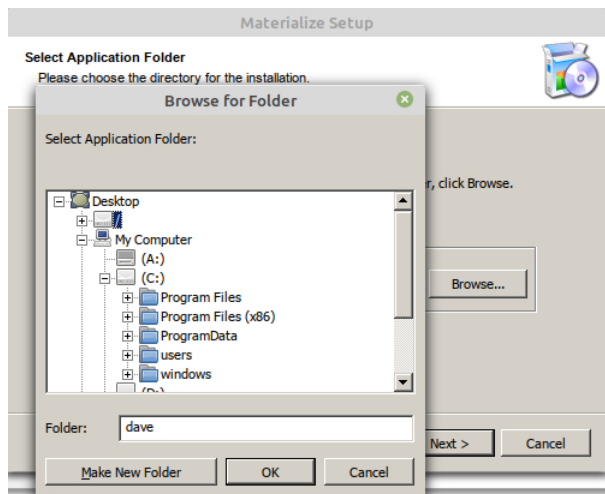 Materialize Setup
Select Application Folder
Please choose the directory for the installation.
Browse for Folder
Select Application Folder:
r, click Browse.
Desktop
/
My Computer
(A:)
(C:)
Program Files
Program Files (x86)
ProgramData
users
windows
(D:)
Browse...
Folder:
dave
Make New Folder
OK
Cancel
Next >
Cancel